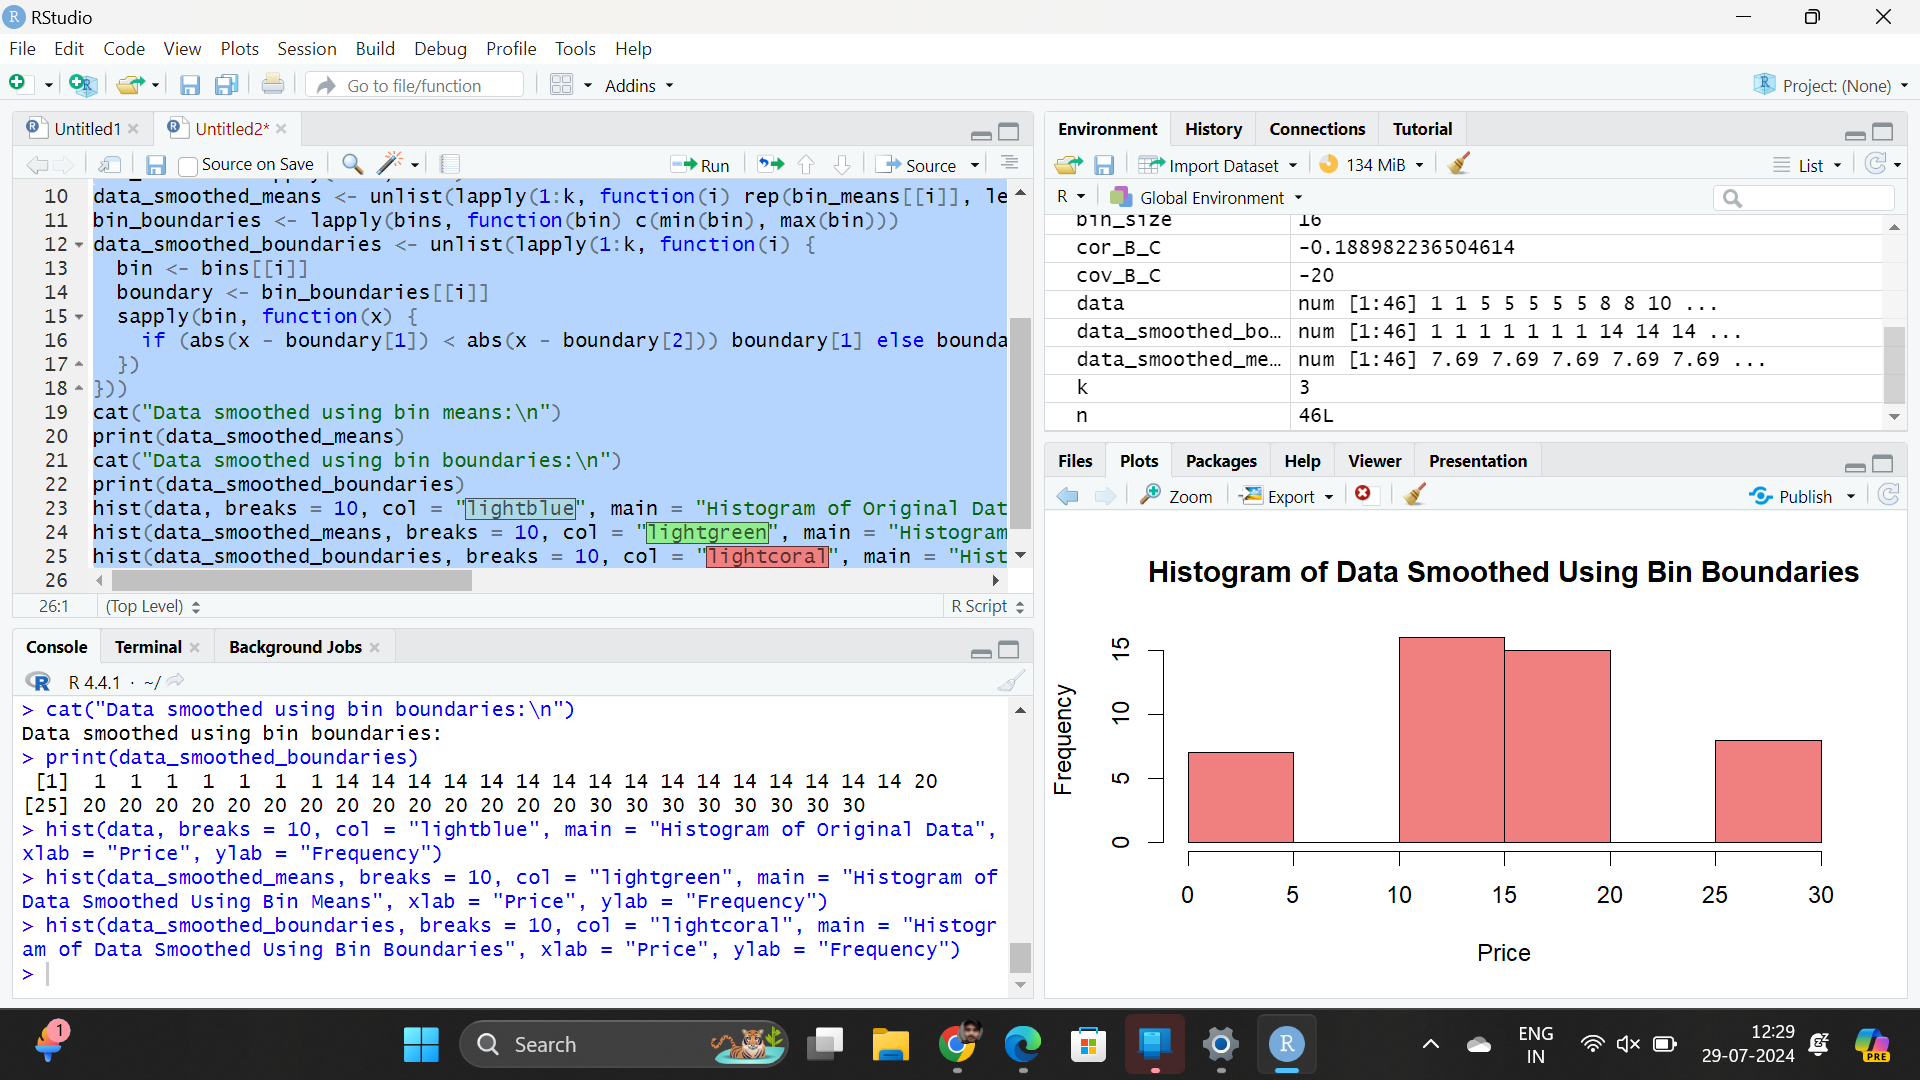 RStudio
File Edit Code View Plots Session Build Debug Profile Tools Help
Go to file/function Addins Project: (None)
Untitled1 Untitled2*
Source on Save Run Source
10 data_smoothed_means <- unlist(lapply(1:k, function(i) rep(bin_means[[i]], le
11 bin_boundaries <- lapply(bins, function(bin) c(min(bin), max(bin)))
12 data_smoothed_boundaries <- unlist(lapply(1:k, function(i) {
13 bin <- bins[[i]]
14 boundary <- bin_boundaries[[i]]
15 sapply(bin, function(x) {
16 if (abs(x - boundary[1]) < abs(x - boundary[2])) boundary[1] else bounda
17 })
18 }))
19 cat("Data smoothed using bin means:\n")
20 print(data_smoothed_means)
21 cat("Data smoothed using bin boundaries:\n")
22 print(data_smoothed_boundaries)
23 hist(data, breaks = 10, col = "lightblue", main = "Histogram of Original Dat
24 hist(data_smoothed_means, breaks = 10, col = "lightgreen", main = "Histogram
25 hist(data_smoothed_boundaries, breaks = 10, col = "lightcoral", main = "Hist
26
26:1 (Top Level) R Script
Console Terminal Background Jobs
R 4.4.1 · ~/
> cat("Data smoothed using bin boundaries:\n")
Data smoothed using bin boundaries:
> print(data_smoothed_boundaries)
[1] 1 1 1 1 1 1 1 14 14 14 14 14 14 14 14 14 14 14 14 14 14 14 14 20
[25] 20 20 20 20 20 20 20 20 20 20 20 20 20 20 30 30 30 30 30 30 30 30
> hist(data, breaks = 10, col = "lightblue", main = "Histogram of Original Data",
xlab = "Price", ylab = "Frequency")
> hist(data_smoothed_means, breaks = 10, col = "lightgreen", main = "Histogram of
Data Smoothed Using Bin Means", xlab = "Price", ylab = "Frequency")
> hist(data_smoothed_boundaries, breaks = 10, col = "lightcoral", main = "Histogr
am of Data Smoothed Using Bin Boundaries", xlab = "Price", ylab = "Frequency")
>
Environment History Connections Tutorial
Import Dataset 134 MiB List
R Global Environment
bin_size 16
cor_B_C -0.188982236504614
cov_B_C -20
data num [1:46] 1 1 5 5 5 5 5 8 8 10 ...
data_smoothed_bo… num [1:46] 1 1 1 1 1 1 1 14 14 14 ...
data_smoothed_me… num [1:46] 7.69 7.69 7.69 7.69 7.69 ...
k 3
n 46L
Files Plots Packages Help Viewer Presentation
Zoom Export Publish
Histogram of Data Smoothed Using Bin Boundaries
Frequency
15
10
5
0
0 5 10 15 20 25 30
Price
1 Search ENG IN 12:29 29-07-2024 PRE